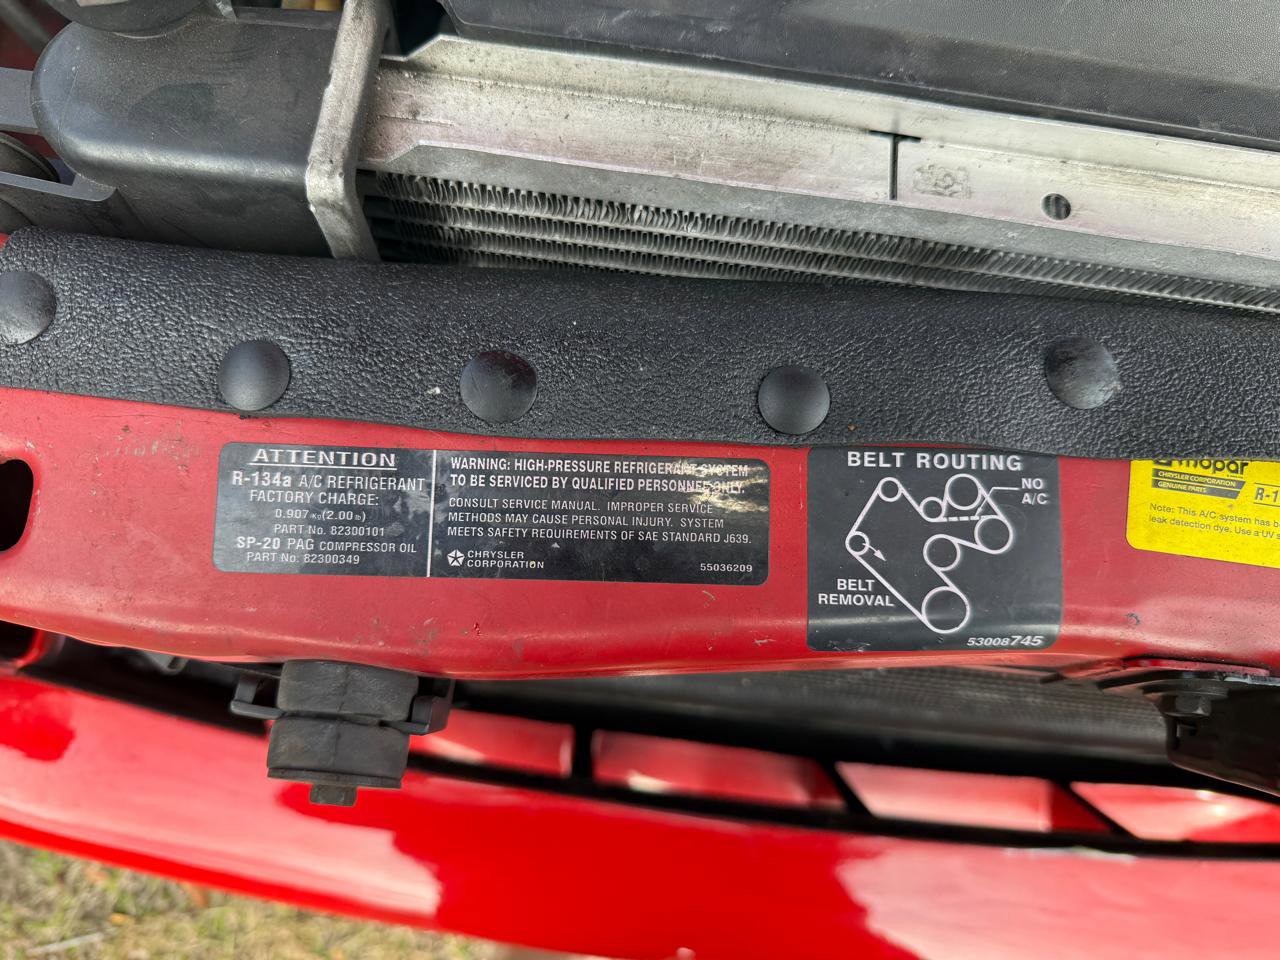 ATTENTION
R-134a A/C REFRIGERANT
FACTORY CHARGE:
0.907 KG(2.00 lb)
PART No. 82300101
SP-20 PAG COMPRESSOR OIL
PART No. 82300349
WARNING: HIGH-PRESSURE REFRIGERANT SYSTEM
TO BE SERVICED BY QUALIFIED PERSONNEL ONLY.
CONSULT SERVICE MANUAL. IMPROPER SERVICE
METHODS MAY CAUSE PERSONAL INJURY. SYSTEM
MEETS SAFETY REQUIREMENTS OF SAE STANDARD J639.
CHRYSLER
CORPORATION
55036209
BELT ROUTING
NO
A/C
BELT
REMOVAL
53008745
mopar
CHRYSLER CORPORATION
GENUINE PARTS
R-1
Note: This A/C system has b
leak detection dye. Use a UV s